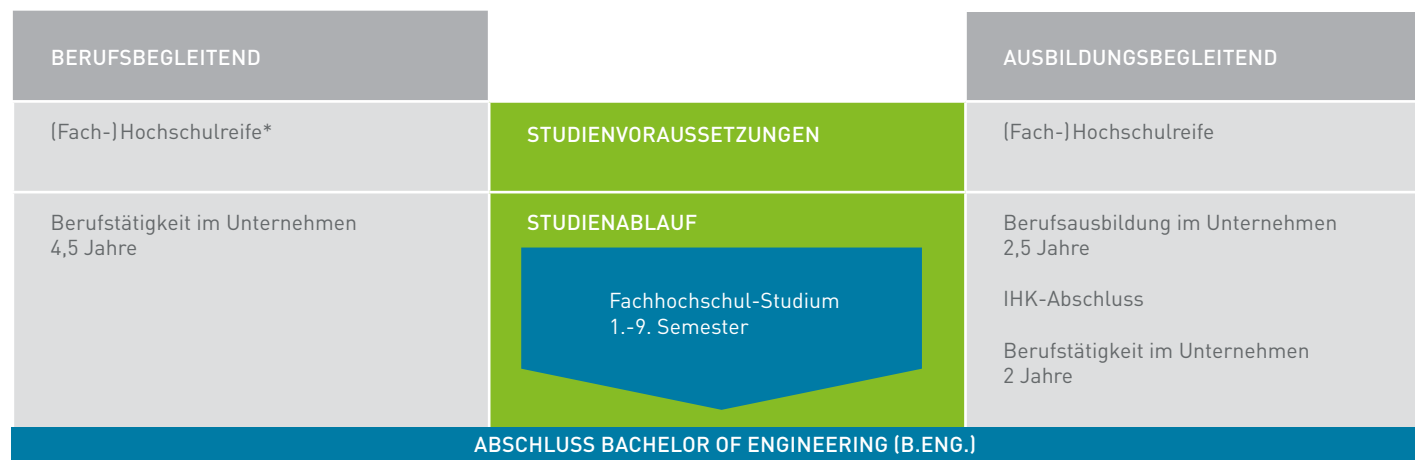 BERUFSBEGLEITEND
AUSBILDUNGSBEGLEITEND
(Fach-)Hochschulreife*
STUDIENVORAUSSETZUNGEN
(Fach-)Hochschulreife
Berufstätigkeit im Unternehmen
4,5 Jahre
STUDIENABLAUF
Fachhochschul-Studium
1.-9. Semester
Berufsausbildung im Unternehmen
2,5 Jahre
IHK-Abschluss
Berufstätigkeit im Unternehmen
2 Jahre
ABSCHLUSS BACHELOR OF ENGINEERING (B.ENG.)